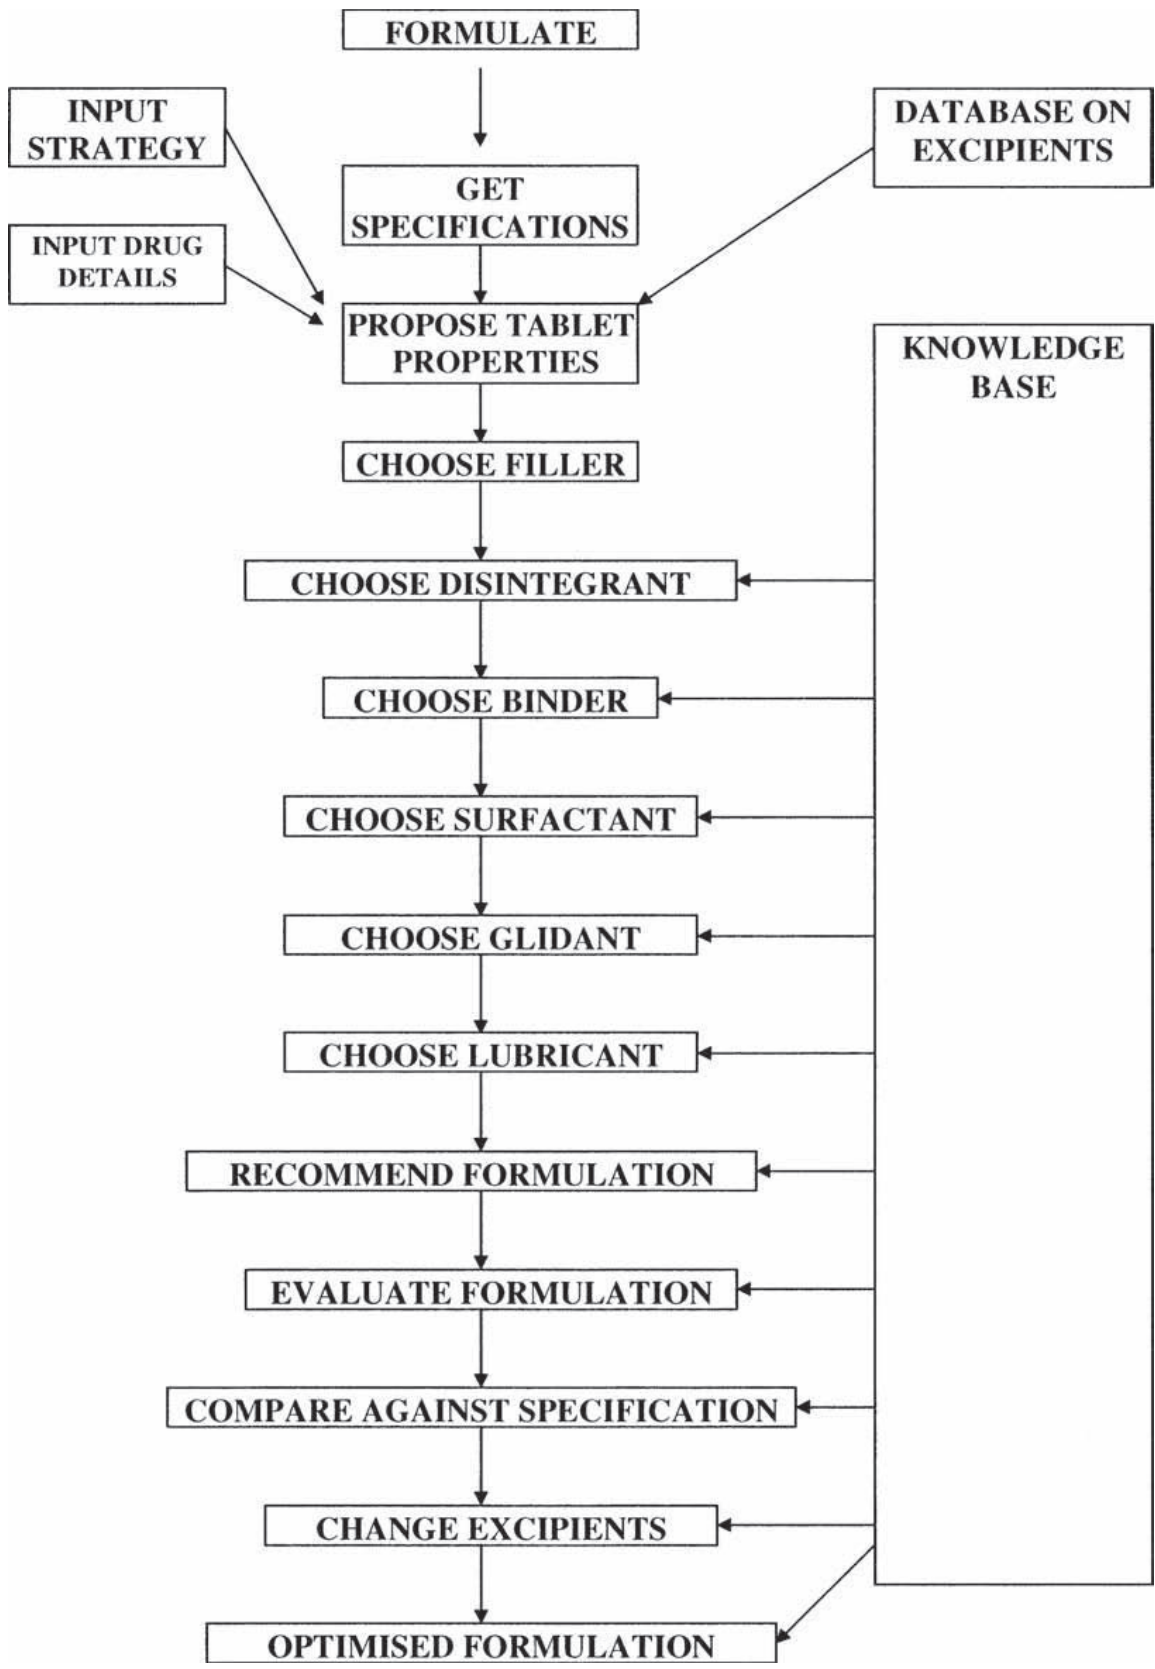 FORMULATE
INPUT
STRATEGY
DATABASE ON
EXCIPIENTS
GET
SPECIFICATIONS
INPUT DRUG
DETAILS
PROPOSE TABLET
PROPERTIES
KNOWLEDGE
BASE
CHOOSE FILLER
CHOOSE DISINTEGRANT
CHOOSE BINDER
CHOOSE SURFACTANT
CHOOSE GLIDANT
CHOOSE LUBRICANT
RECOMMEND FORMULATION
EVALUATE FORMULATION
COMPARE AGAINST SPECIFICATION
CHANGE EXCIPIENTS
OPTIMISED FORMULATION